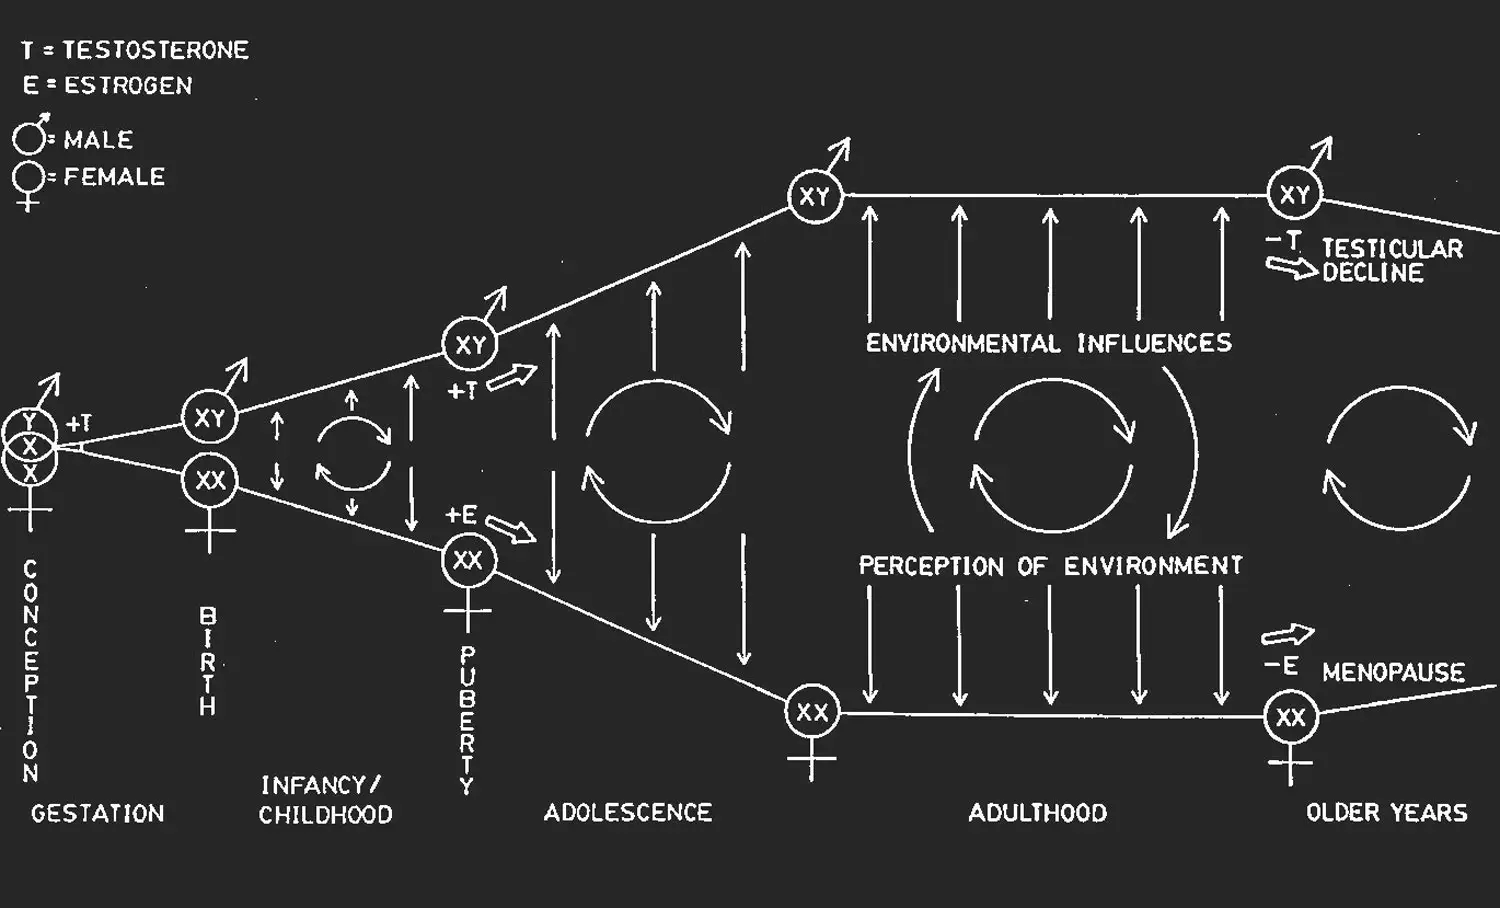 T = TESTOSTERONE
E = ESTROGEN
= MALE
= FEMALE
Y
X
X
+T
XY
XX
XY
+T
+E
XX
XY
XX
ENVIRONMENTAL INFLUENCES
PERCEPTION OF ENVIRONMENT
XY
-T
TESTICULAR
DECLINE
-E
MENOPAUSE
XX
CONCEPTION
BIRTH
PUBERTY
GESTATION
INFANCY/
CHILDHOOD
ADOLESCENCE
ADULTHOOD
OLDER YEARS